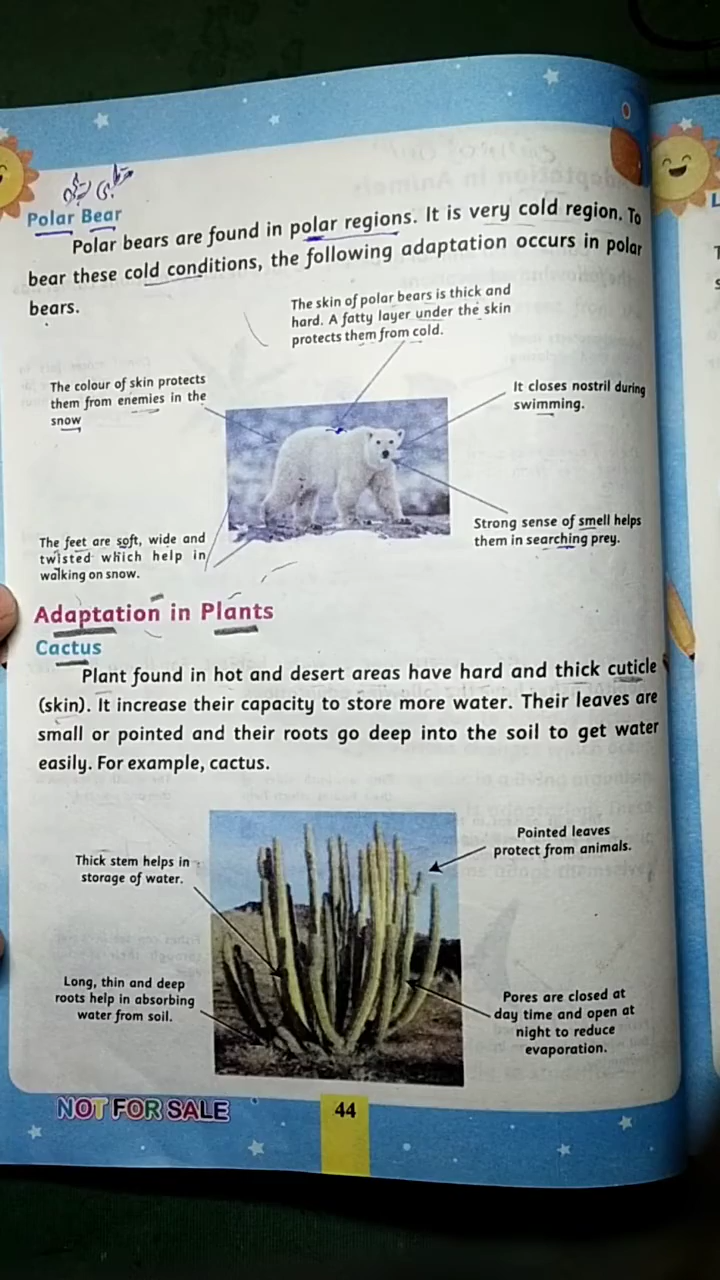 Polar Bear
Polar bears are found in polar regions. It is very cold region. To
bear these cold conditions, the following adaptation occurs in polar
bears.
The skin of polar bears is thick and
hard. A fatty layer under the skin
protects them from cold.
The colour of skin protects
them from enemies in the
snow
It closes nostril during
swimming.
The feet are soft, wide and
twisted which help in
walking on snow.
Strong sense of smell helps
them in searching prey.
Adaptation in Plants
Cactus
Plant found in hot and desert areas have hard and thick cuticle
(skin). It increase their capacity to store more water. Their leaves are
small or pointed and their roots go deep into the soil to get water
easily. For example, cactus.
Pointed leaves
protect from animals.
Thick stem helps in
storage of water.
Long, thin and deep
roots help in absorbing
water from soil.
Pores are closed at
day time and open at
night to reduce
evaporation.
NOT FOR SALE
44